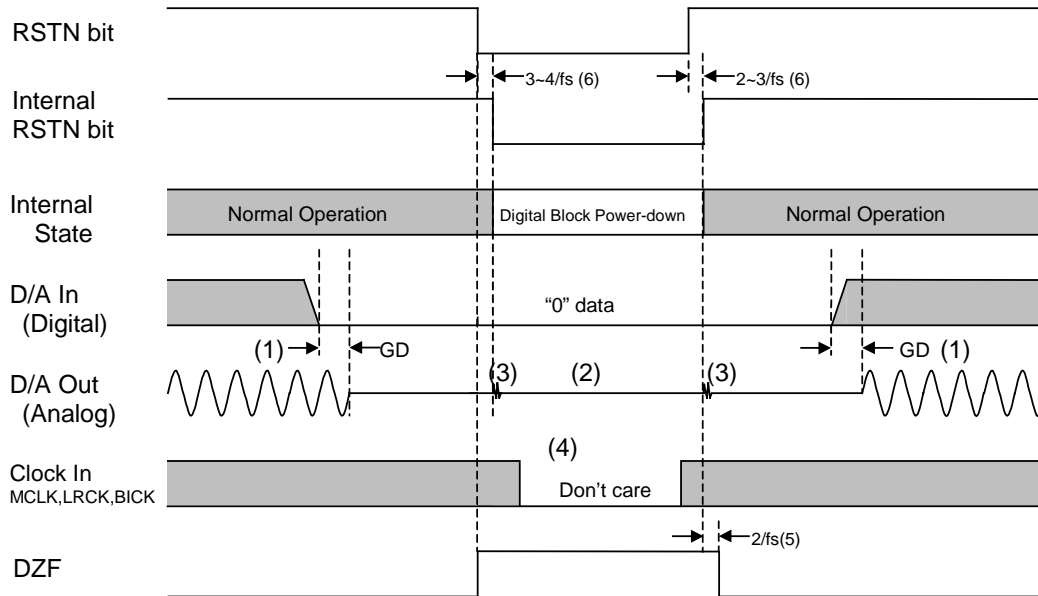 RSTN bit
3~4/fs (6)
2~3/fs (6)
Internal
RSTN bit
Internal
State
Normal Operation
Digital Block Power-down
Normal Operation
D/A In
(Digital)
“0” data
(1)
GD
GD
(1)
D/A Out
(Analog)
(3)
(2)
(3)
(4)
Clock In
MCLK,LRCK,BICK
Don’t care
2/fs(5)
DZF